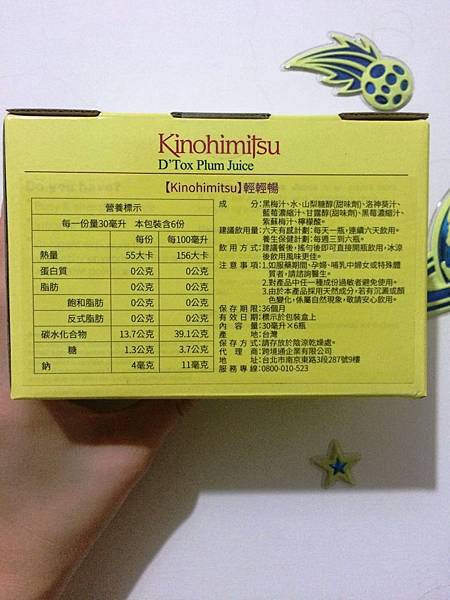 Kinohimitsu
D'Tox Plum Juice
【Kinohimitsu】輕輕暢
營養標示
每一份量30毫升 本包裝含6份
每份 每100毫升
熱量 55大卡 156大卡
蛋白質 0公克 0公克
脂肪 0公克 0公克
飽和脂肪 0公克 0公克
反式脂肪 0公克 0公克
碳水化合物 13.7公克 39.1公克
糖 1.3公克 3.7公克
鈉 4毫克 11毫克
成分:黑梅汁、水、山梨糖醇(甜味劑)、洛神葵汁、
藍莓濃縮汁、甘露醇(甜味劑)、黑莓濃縮汁、
紫蘇梅汁、檸檬酸。
建議飲用量:六天有感計劃:每天一瓶,連續六天飲用。
養生保健計劃:每週三到六瓶。
飲用方式:建議餐後,搖勻後即可直接開瓶飲用,冰涼
後飲用風味更佳。
注意事項:1.如服藥期間、孕婦、哺乳中婦女或特殊體
質者,請諮詢醫生。
2.對產品中任一種成份過敏者避免使用。
3.由於本產品採用天然成分,若有沉澱或顏
色變化,係屬自然現象,敬請安心飲用。
保存期限:36個月
有效日期:標示於包裝盒上
內容量:30毫升×6瓶
產地:台灣
保存方式:請存放於陰涼乾燥處。
代理商:跨境通企業有限公司
地址:台北市南京東路3段287號9樓
服務專線:0800-010-523